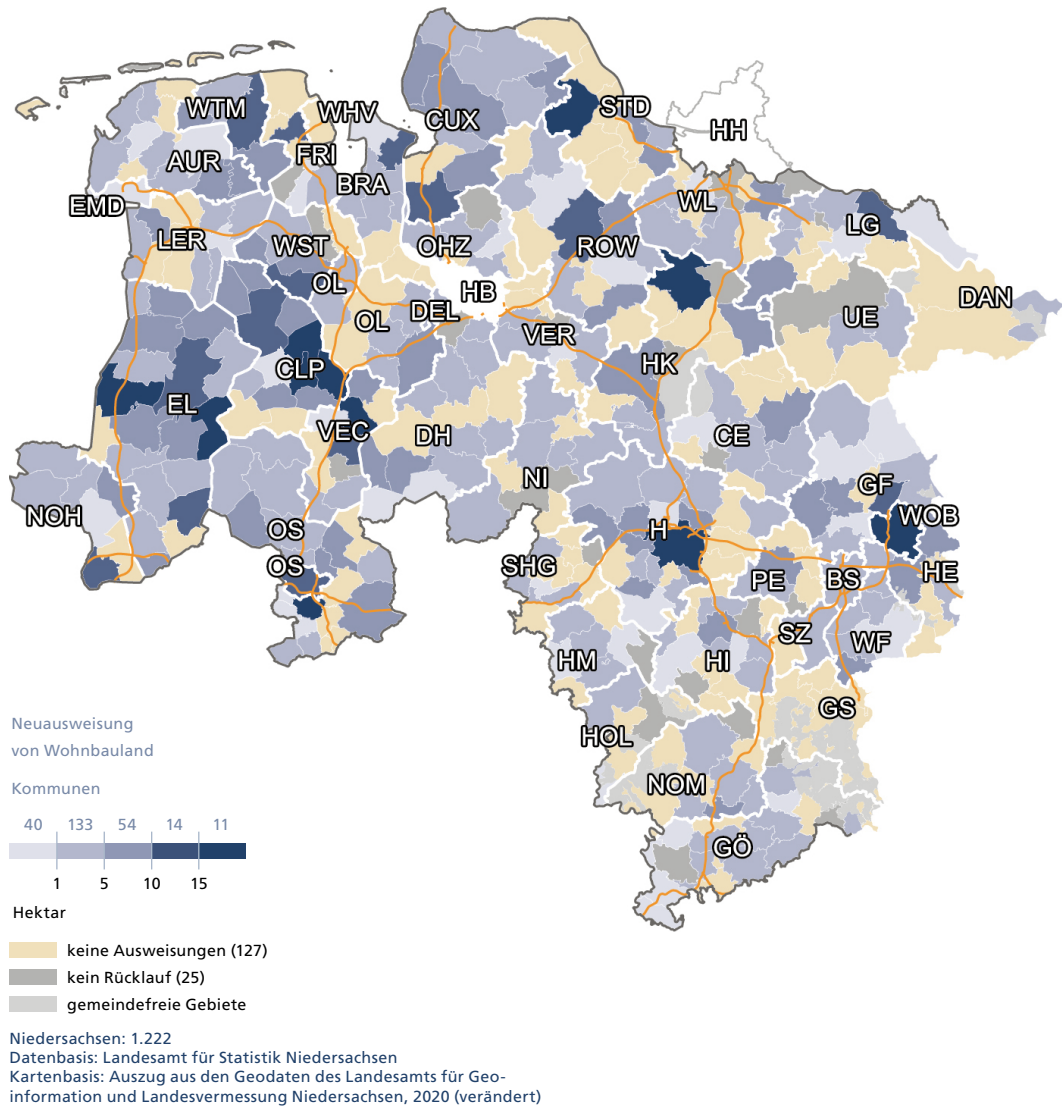 WTM
WHV
CUX
STD
HH
AUR
FRI
BRA
EMD
WL
LG
LER
WST
OHZ
ROW
OL
HB
DAN
OL
DEL
UE
VER
CLP
HK
EL
VEC
DH
CE
NI
GF
NOH
OS
H
WOB
OS
SHG
PE
BS
HE
SZ
WF
HM
HI
GS
HOL
NOM
GÖ
Neuausweisung
von Wohnbauland
Kommunen
40 133 54 14 11
1 5 10 15
Hektar
keine Ausweisungen (127)
kein Rücklauf (25)
gemeindefreie Gebiete
Niedersachsen: 1.222
Datenbasis: Landesamt für Statistik Niedersachsen
Kartenbasis: Auszug aus den Geodaten des Landesamts für Geo-
information und Landesvermessung Niedersachsen, 2020 (verändert)